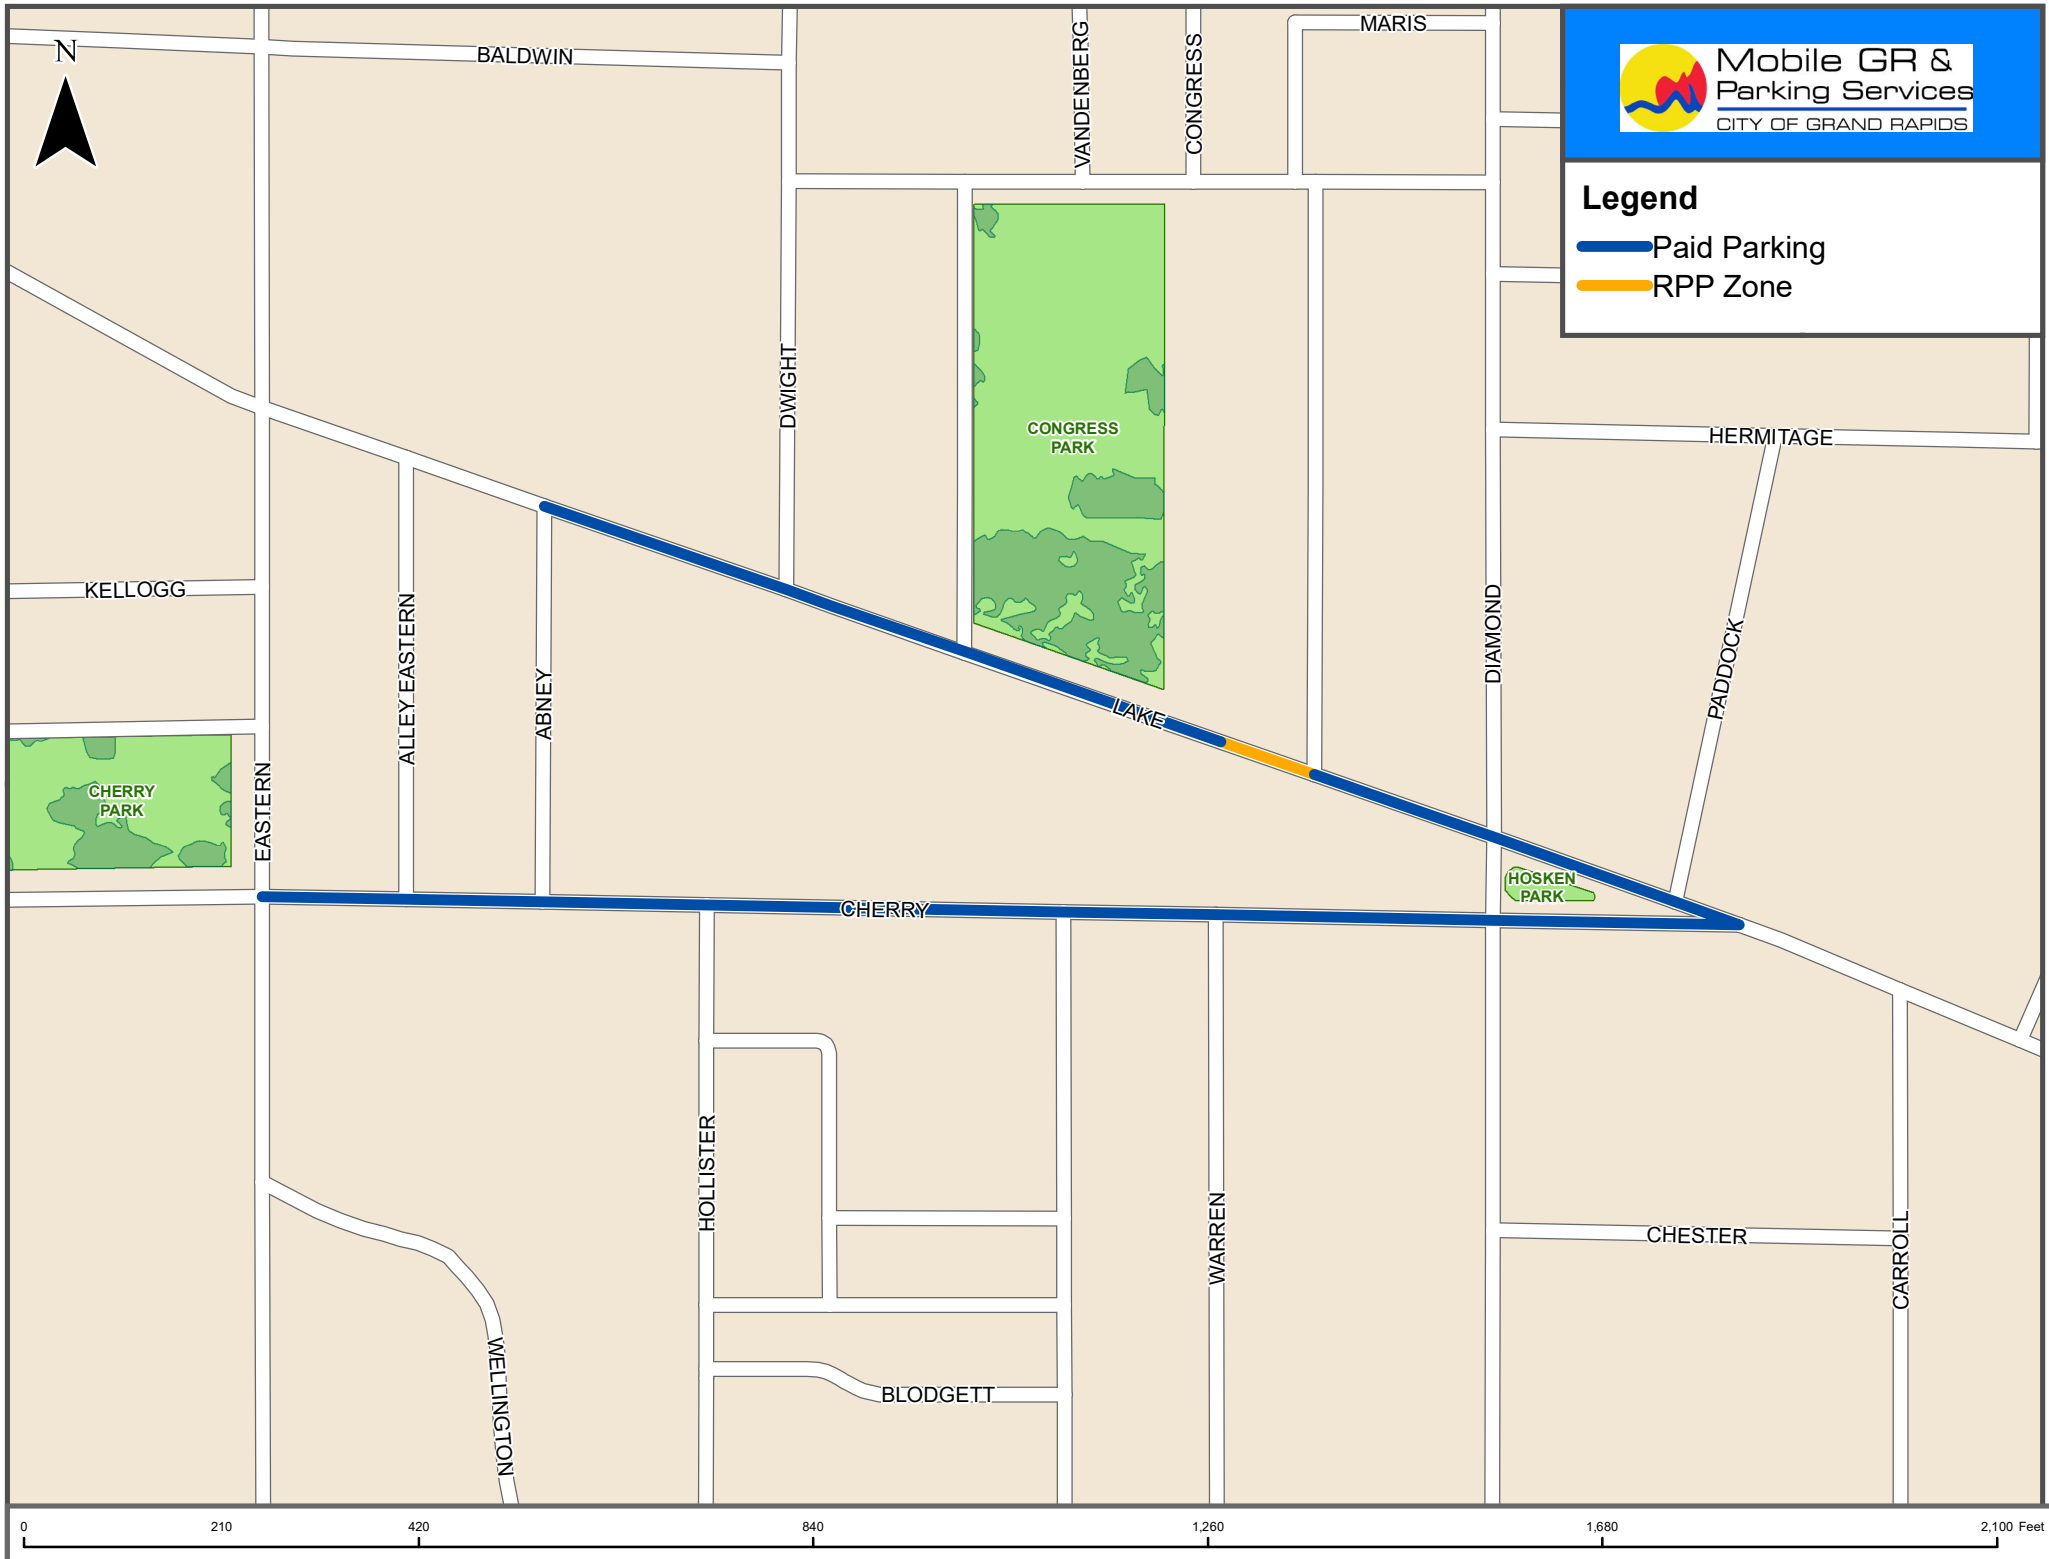 N
BALDWIN
VANDENBERG
CONGRESS
MARIS
Mobile GR &
Parking Services
CITY OF GRAND RAPIDS
Legend
Paid Parking
RPP Zone
DWIGHT
CONGRESS
PARK
HERMITAGE
KELLOGG
ALLEY EASTERN
ABNEY
DIAMOND
PADDOCK
LAKE
CHERRY
PARK
EASTERN
HOSKEN
PARK
CHERRY
HOLLISTER
WARREN
CHESTER
CARROLL
WELLINGTON
BLODGETT
0 210 420 840 1,260 1,680 2,100 Feet